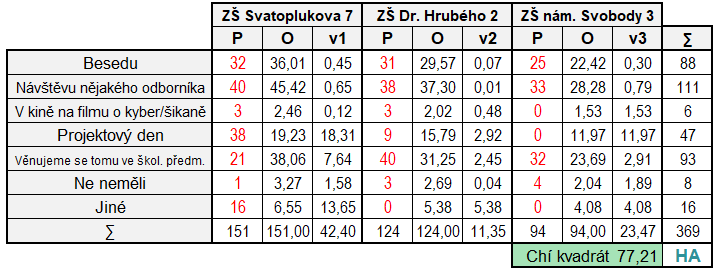 ZŠ Svatoplukova 7 ZŠ Dr. Hrubého 2 ZŠ nám. Svobody 3
P O v1 P O v2 P O v3 ∑
Besedu 32 36,01 0,45 31 29,57 0,07 25 22,42 0,30 88
Návštěvu nějakého odborníka 40 45,42 0,65 38 37,30 0,01 33 28,28 0,79 111
V kině na filmu o kyber/šikaně 3 2,46 0,12 3 2,02 0,48 0 1,53 1,53 6
Projektový den 38 19,23 18,31 9 15,79 2,92 0 11,97 11,97 47
Věnujeme se tomu ve škol. předm. 21 38,06 7,64 40 31,25 2,45 32 23,69 2,91 93
Ne neměli 1 3,27 1,58 3 2,69 0,04 4 2,04 1,89 8
Jiné 16 6,55 13,65 0 5,38 5,38 0 4,08 4,08 16
∑ 151 151,00 42,40 124 124,00 11,35 94 94,00 23,47 369
Chí kvadrát 77,21 HA